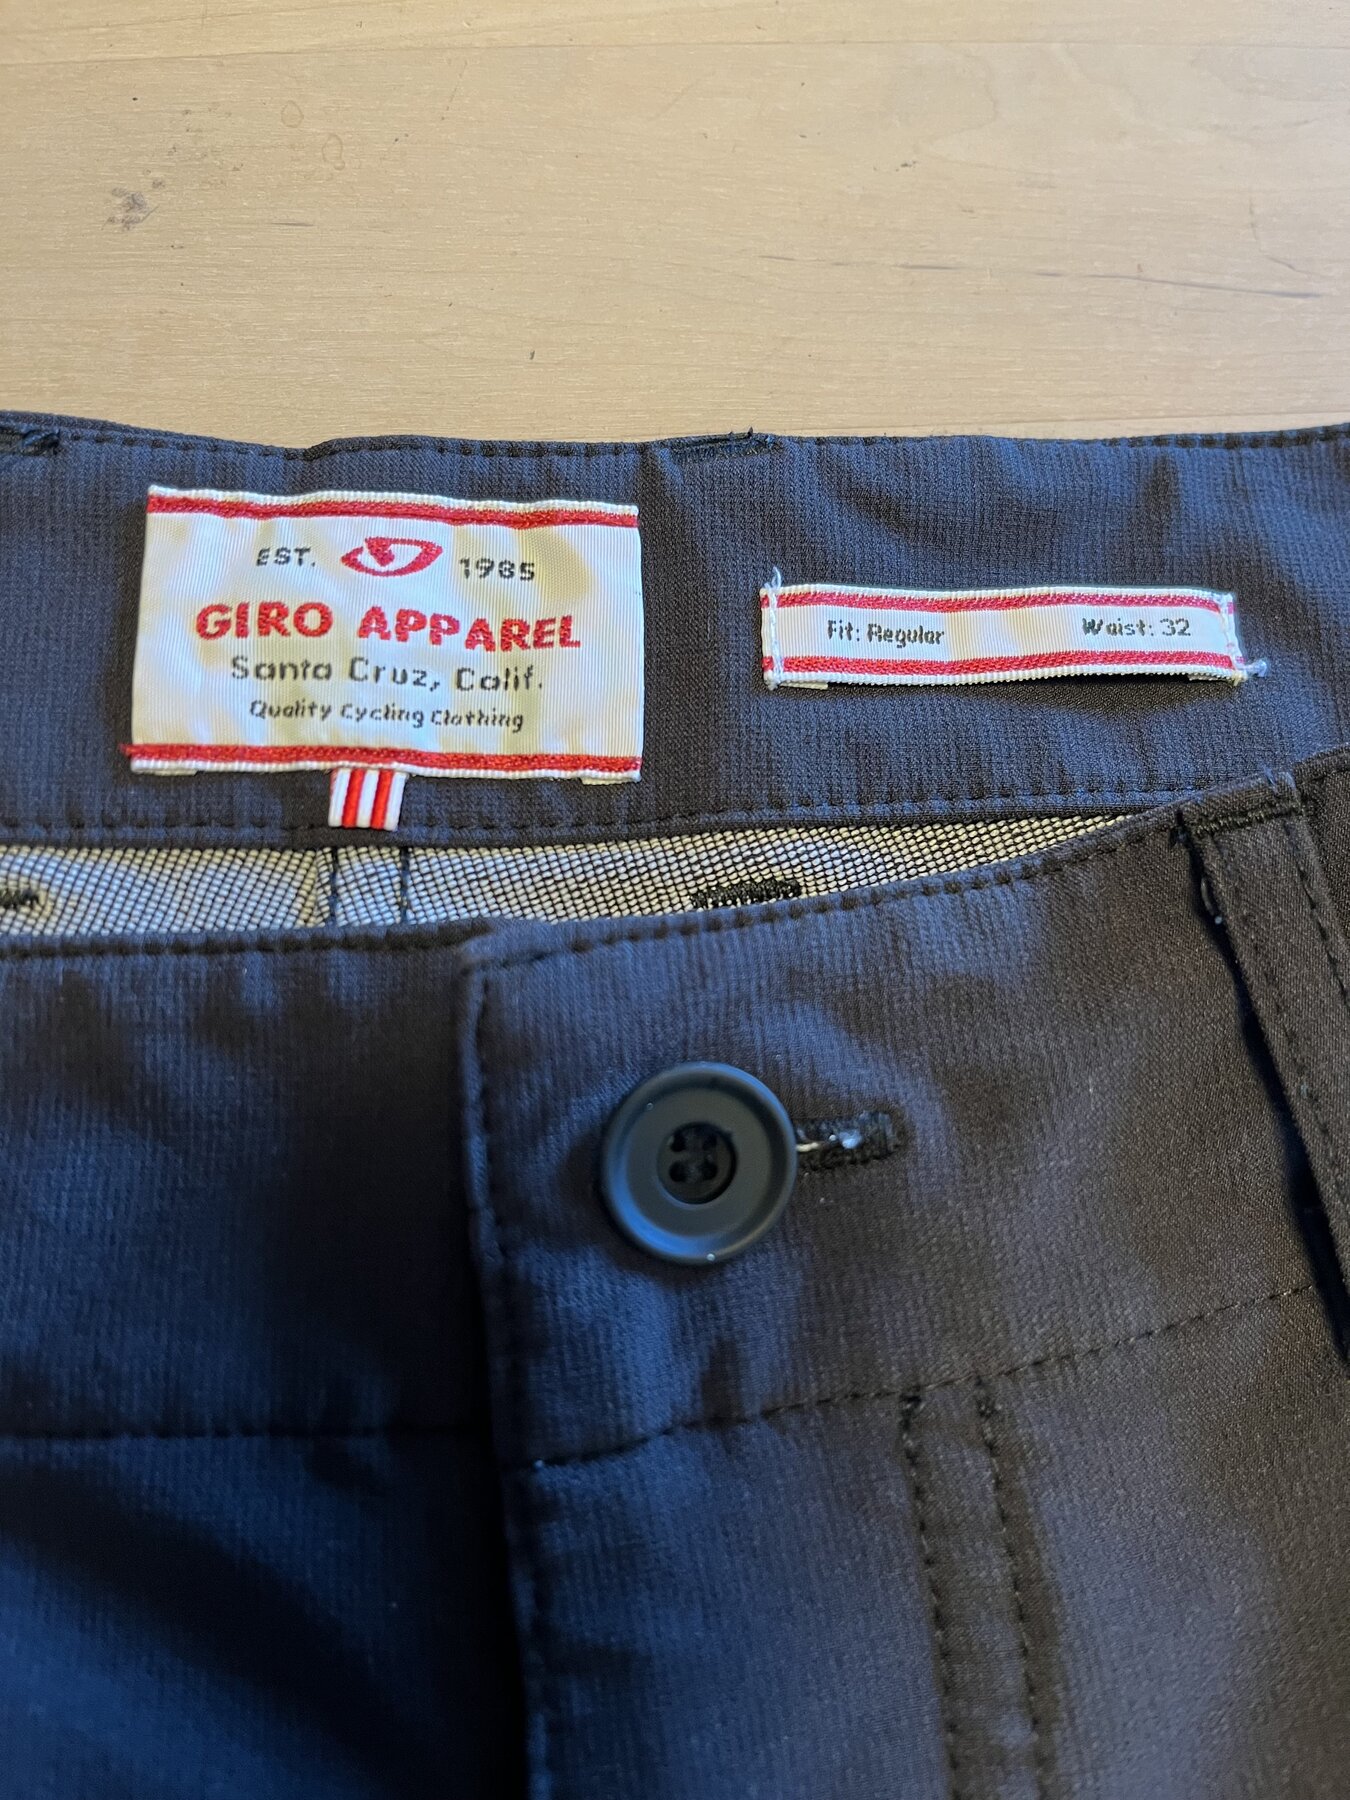 EST. 1985
GIRO APPAREL
Santa Cruz, Calif.
Quality Cycling Clothing
Fit: Regular Waist: 32